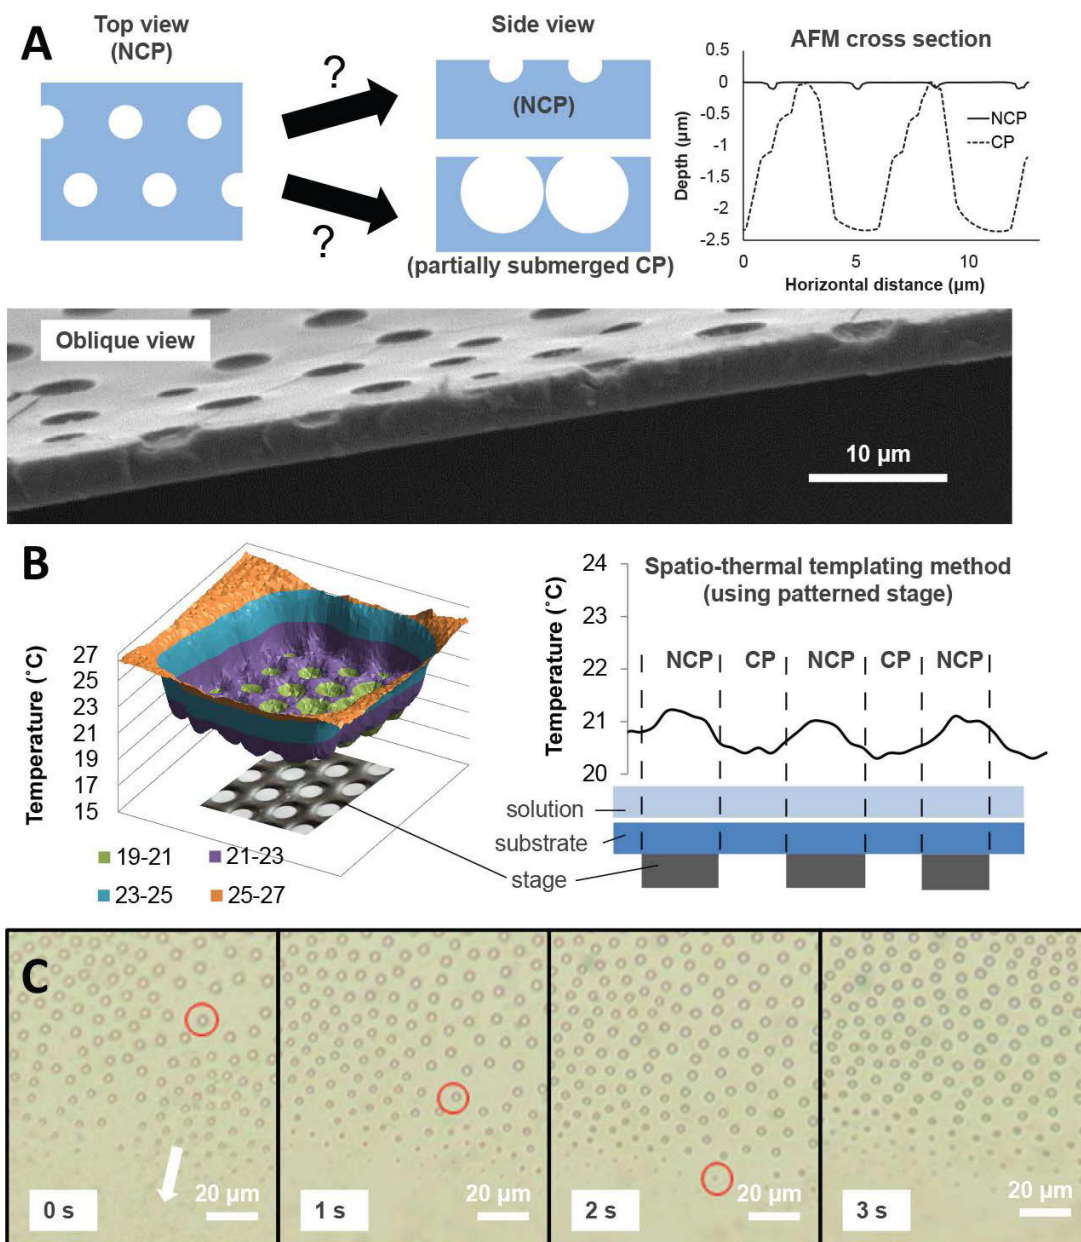 A
Top view
(NCP)
?
?
Side view
(NCP)
(partially submerged CP)
AFM cross section
0.5
0
-0.5
-1
-1.5
-2
-2.5
Depth (µm)
NCP
CP
0
5
10
Horizontal distance (µm)
Oblique view
10 µm
B
Temperature (˚C)
27
25
23
21
19
17
15
19-21
21-23
23-25
25-27
Spatio-thermal templating method
(using patterned stage)
Temperature (˚C)
24
23
22
21
20
NCP
CP
NCP
CP
NCP
solution
substrate
stage
C
0 s
20 µm
1 s
20 µm
2 s
20 µm
3 s
20 µm